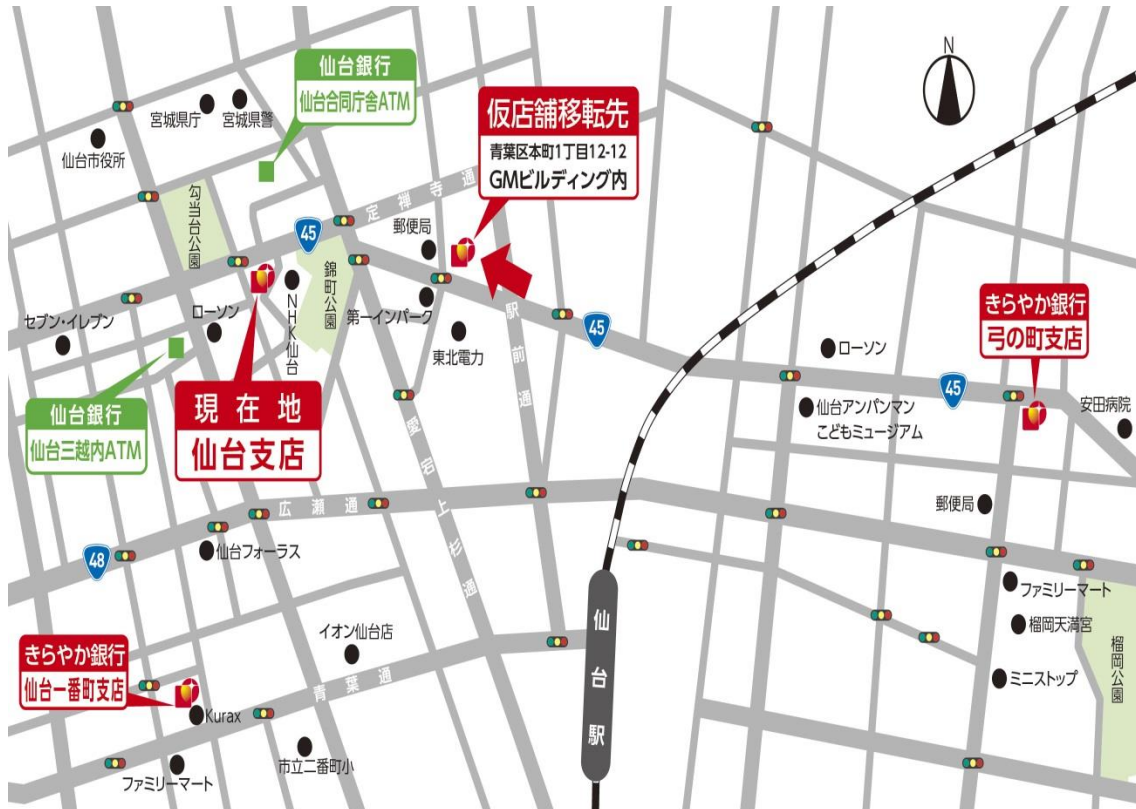 N
仙台銀行
仙台合同庁舎ATM
宮城県庁
宮城県警
仙台市役所
仮店舗移転先
青葉区本町1丁目12-12
GMビルディング内
勾当台公園
定禅寺通
45
郵便局
錦町公園
NHK仙台
第一インパーク
東北電力
駅前通
45
セブン・イレブン
ローソン
仙台銀行
仙台三越内ATM
現在地
仙台支店
きらやか銀行
弓の町支店
ローソン
45
仙台アンパンマン
こどもミュージアム
安田病院
愛宕上杉通
広瀬通
48
仙台フォーラス
郵便局
ファミリーマート
榴岡天満宮
ミニストップ
榴岡公園
仙台駅
イオン仙台店
きらやか銀行
仙台一番町支店
Kurax
青葉通
ファミリーマート
市立二番町小